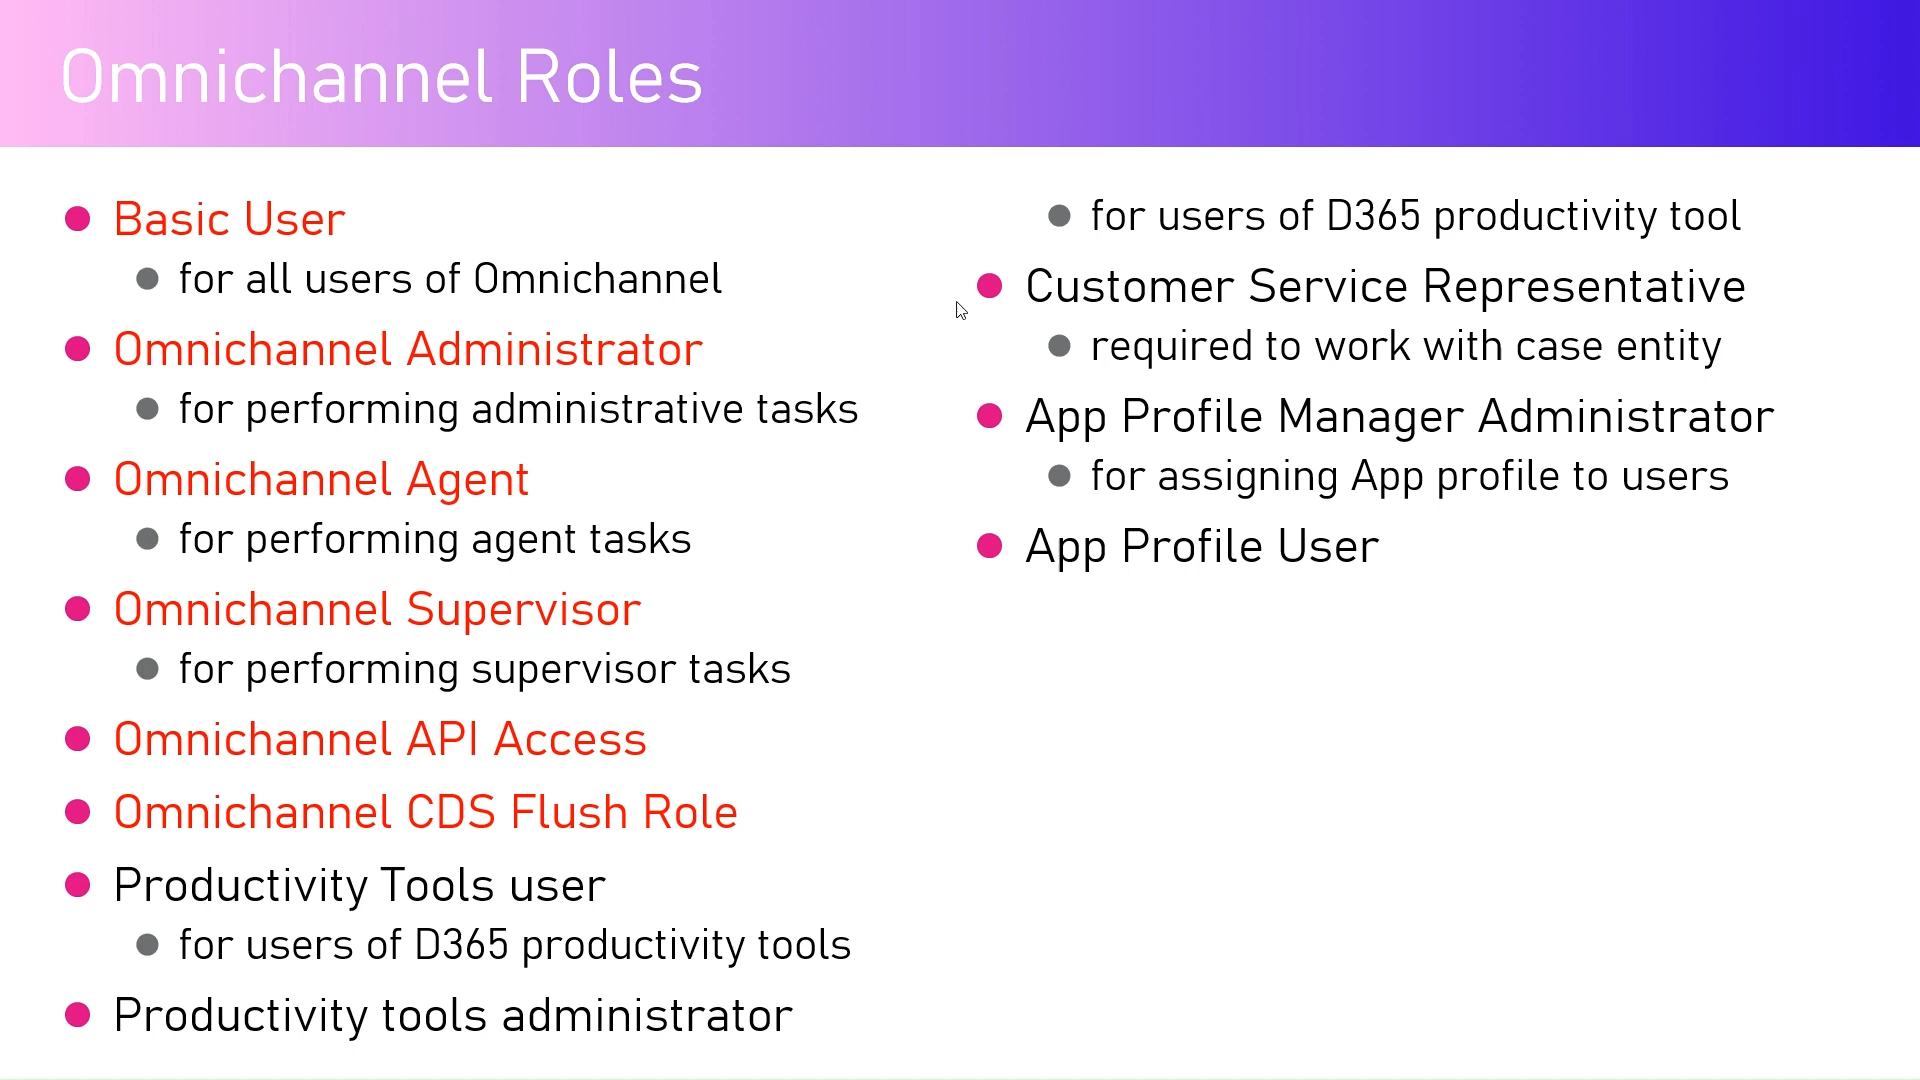 Omnichannel Roles
Basic User
for all users of Omnichannel
Omnichannel Administrator
for performing administrative tasks
Omnichannel Agent
for performing agent tasks
Omnichannel Supervisor
for performing supervisor tasks
Omnichannel API Access
Omnichannel CDS Flush Role
Productivity Tools user
for users of D365 productivity tools
Productivity tools administrator
for users of D365 productivity tool
Customer Service Representative
required to work with case entity
App Profile Manager Administrator
for assigning App profile to users
App Profile User